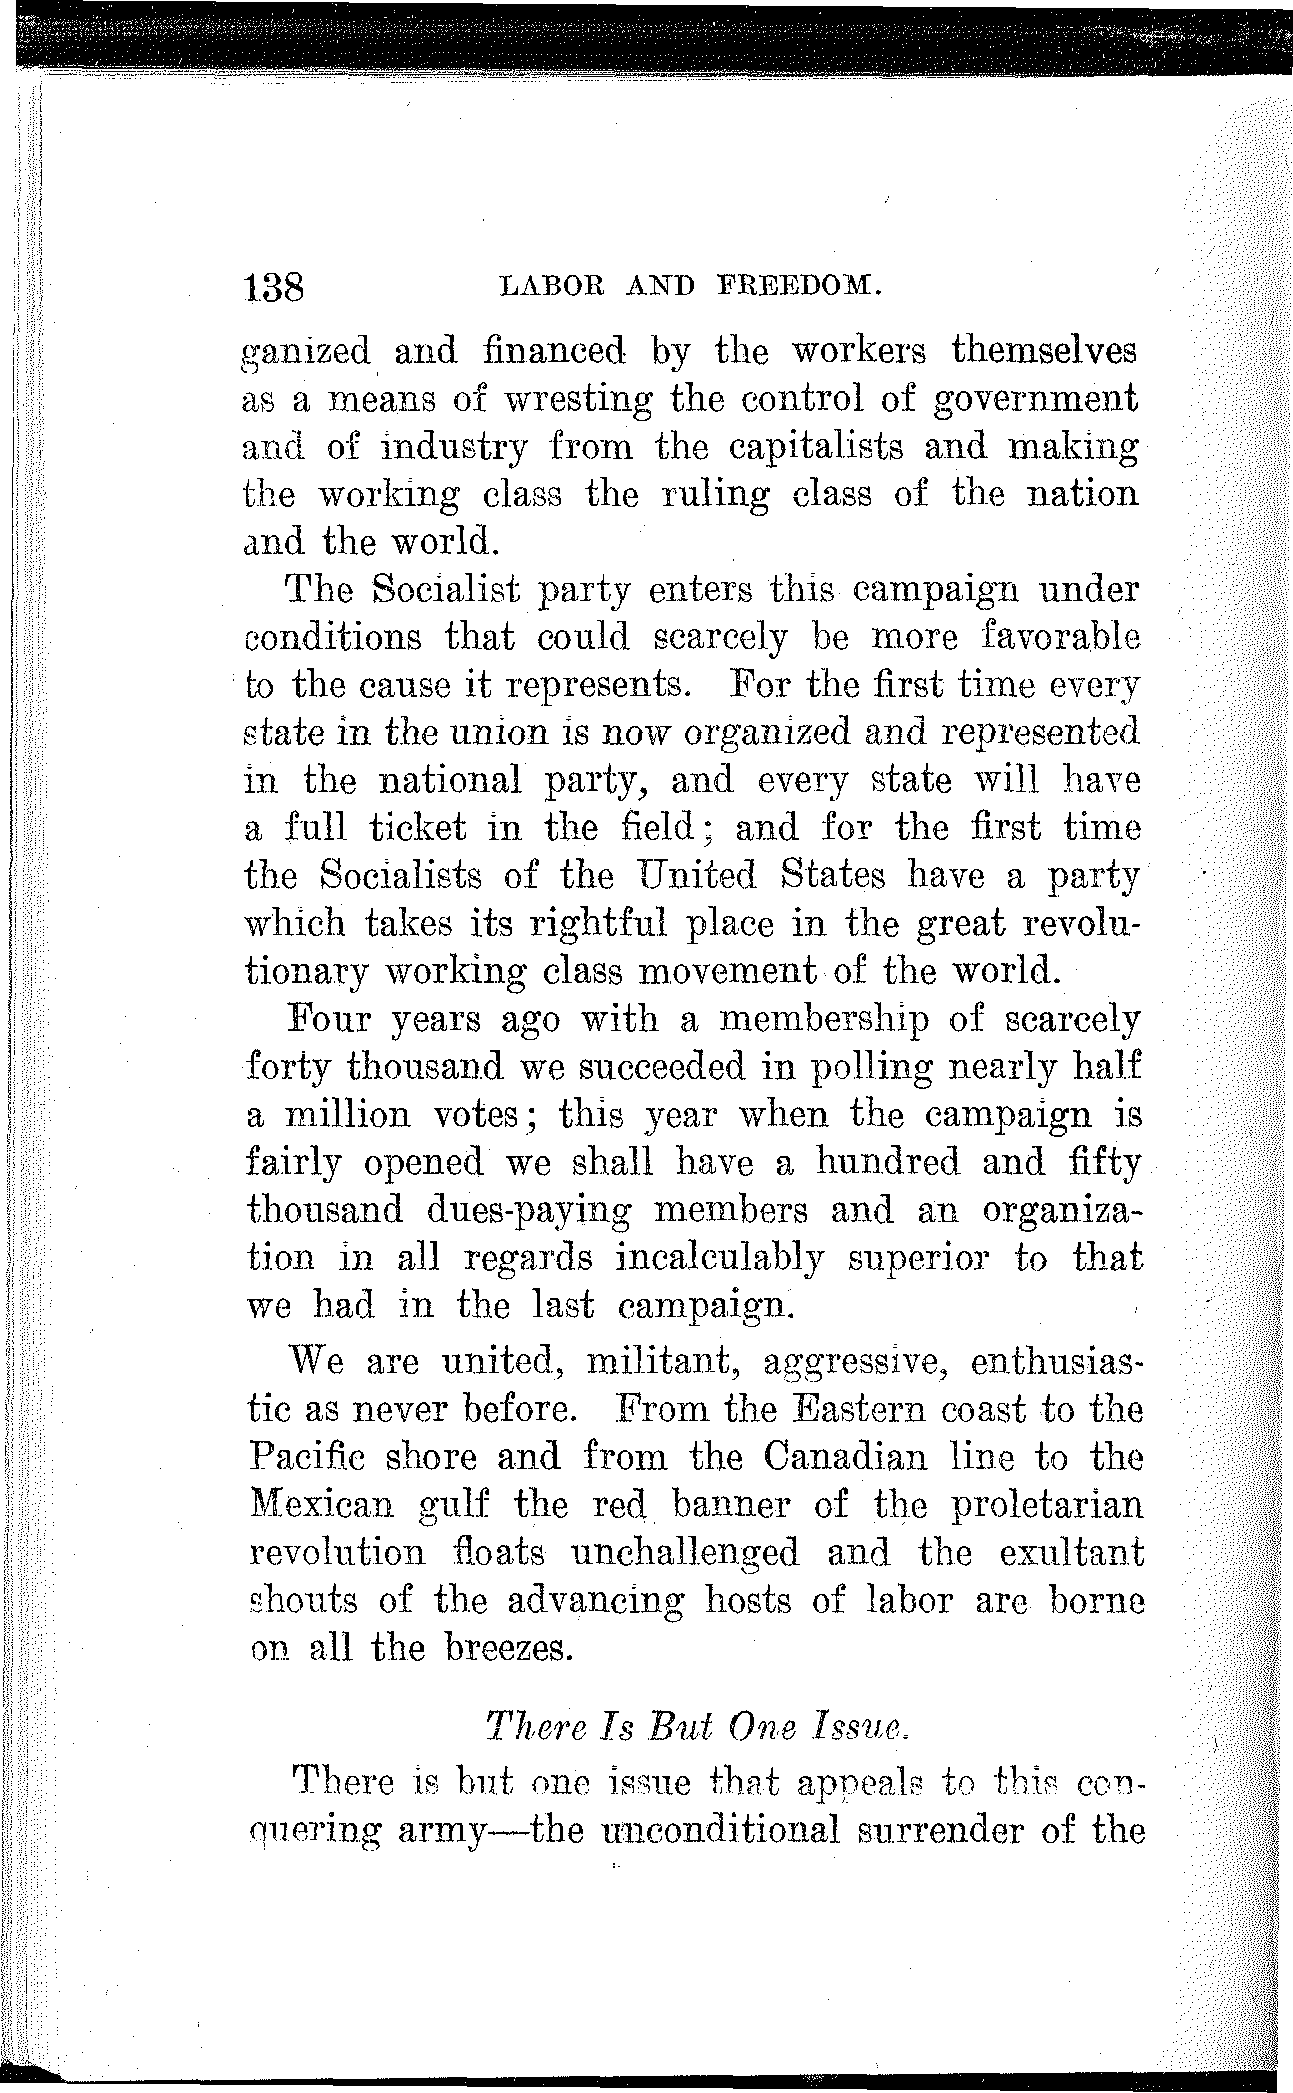 138 LABOR AND FREEDOM.
ganized and financed by the workers themselves
as a means of wresting the control of government
and of industry from the capitalists and making
the working class the ruling class of the nation
and the world.
The Socialist party enters this campaign under
conditions that could scarcely be more favorable
to the cause it represents. For the first time every
state in the union is now organized and represented
in the national party, and every state will have
a full ticket in the field; and for the first time
the Socialists of the United States have a party
which takes its rightful place in the great revolu-
tionary working class movement of the world.
Four years ago with a membership of scarcely
forty thousand we succeeded in polling nearly half
a million votes; this year when the campaign is
fairly opened we shall have a hundred and fifty
thousand dues-paying members and an organiza-
tion in all regards incalculably superior to that
we had in the last campaign.
We are united, militant, aggressive, enthusias-
tic as never before. From the Eastern coast to the
Pacific shore and from the Canadian line to the
Mexican gulf the red banner of the proletarian
revolution floats unchallenged and the exultant
shouts of the advancing hosts of labor are borne
on all the breezes.
There Is But One Issue.
There is but one issue that appeals to this con-
quering army—the unconditional surrender of the